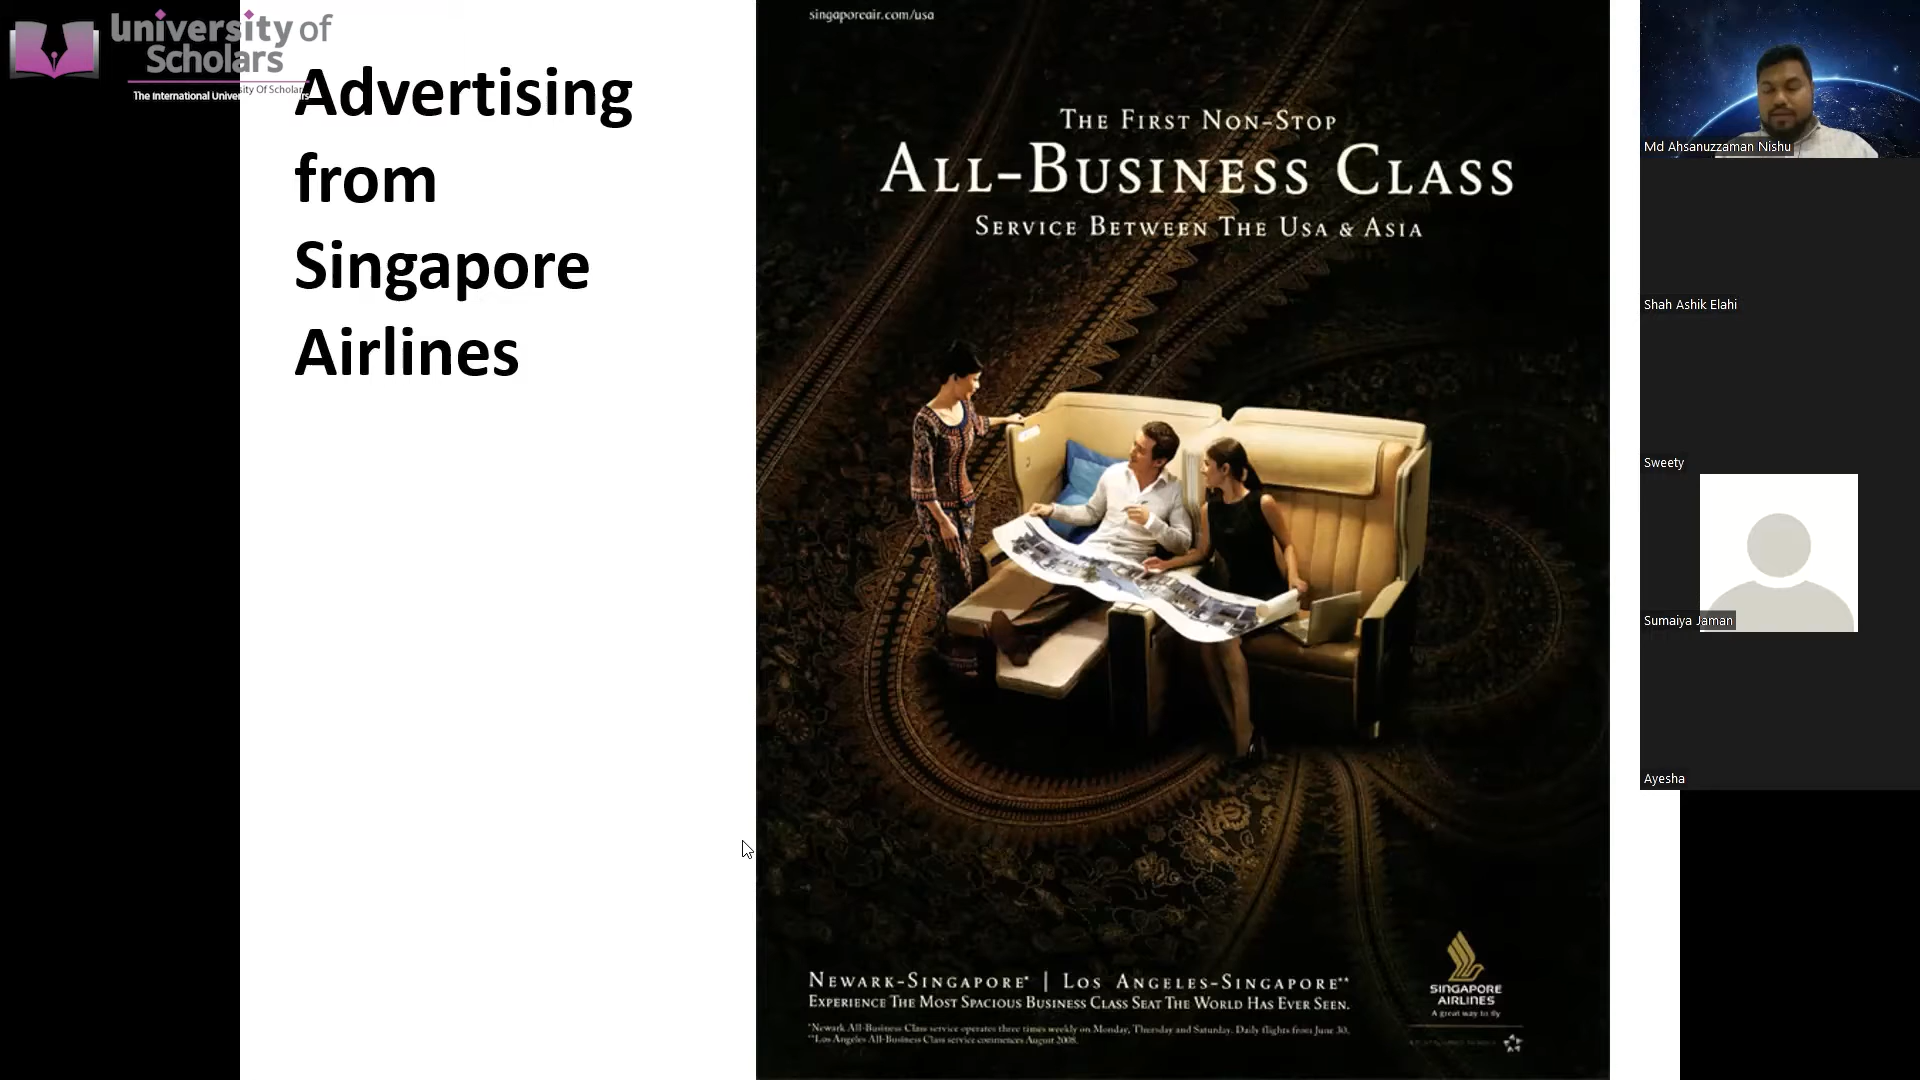 University of
Scholars
The International Univer
sity Of Scholars
Advertising
from
Singapore
Airlines
singaporeair.com/usa
The First Non-Stop
All-Business Class
Service Between The Usa & Asia
Newark-Singapore* | Los Angeles-Singapore**
Experience The Most Spacious Business Class Seat The World Has Ever Seen.
*Newark All-Business Class service operates three times weekly on Monday, Thursday and Saturday. Daily flights from June 30.
**Los Angeles All-Business Class service commences August 2008.
SINGAPORE
AIRLINES
A great way to fly
Md Ahsanuzzaman Nishu
Shah Ashik Elahi
Sweety
Sumaiya Jaman
Ayesha